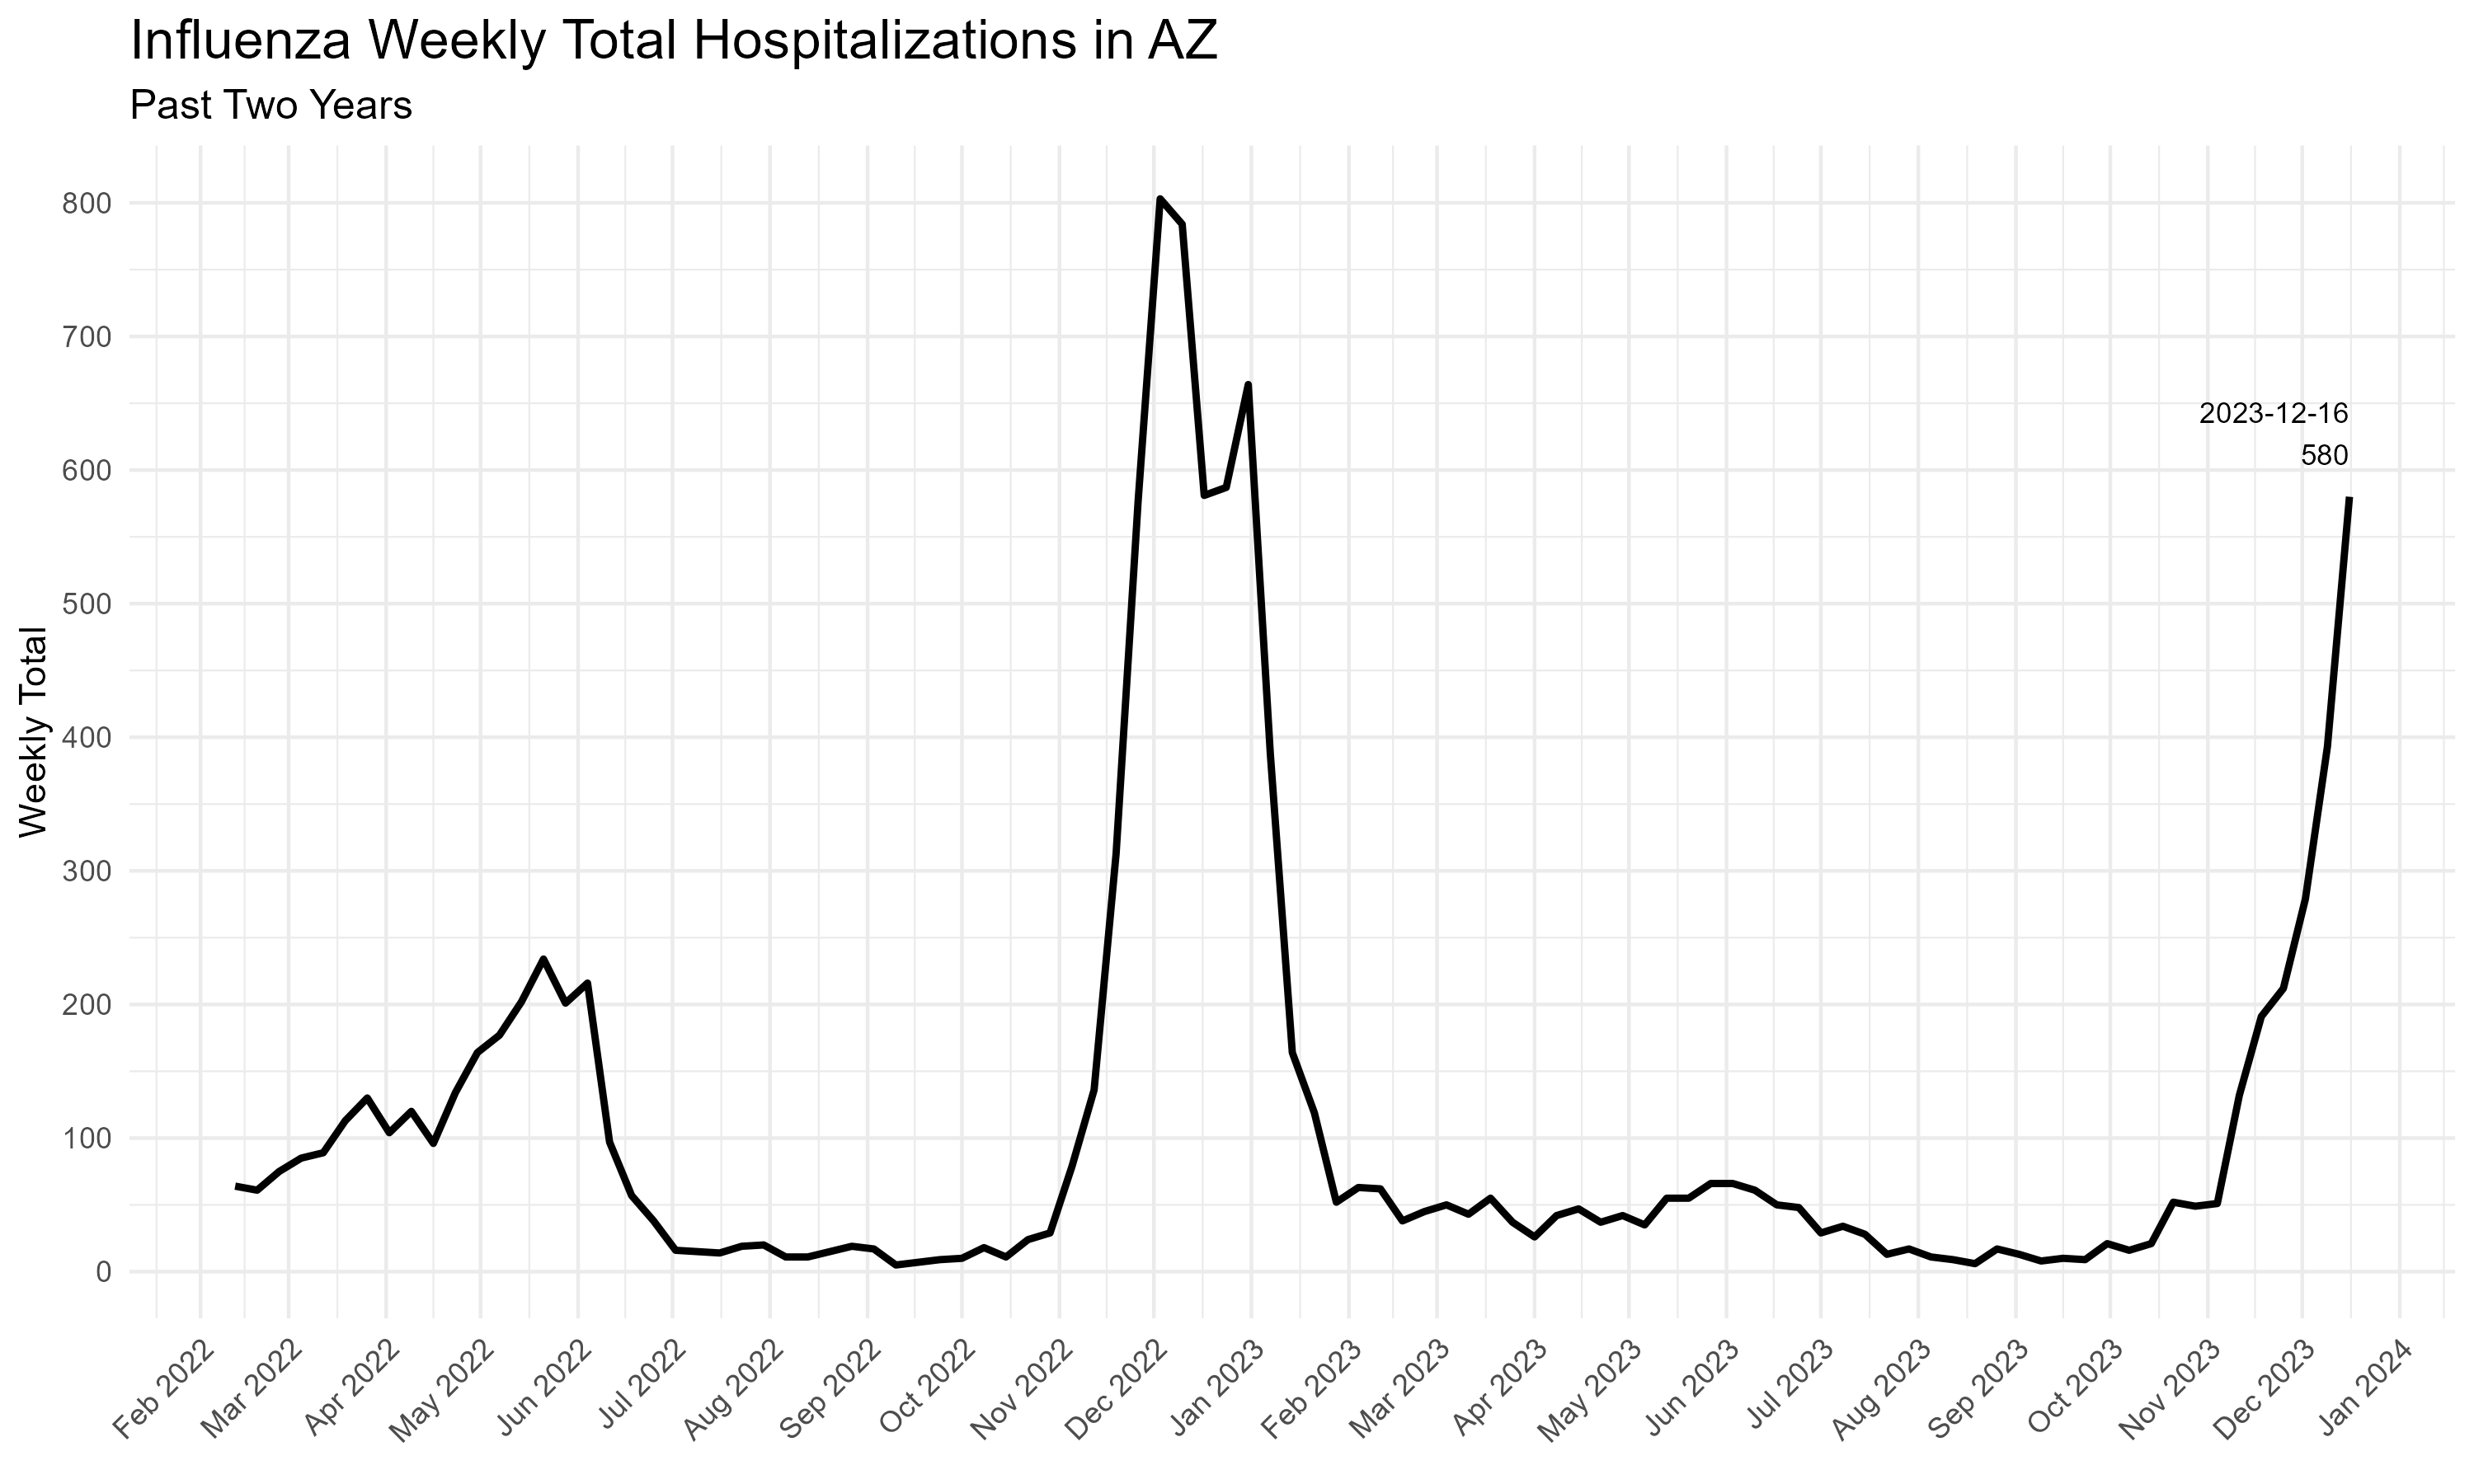 Influenza Weekly Total Hospitalizations in AZ
Past Two Years
Weekly Total
800
700
600
500
400
300
200
100
0
2023-12-16
580
Feb 2022
Mar 2022
Apr 2022
May 2022
Jun 2022
Jul 2022
Aug 2022
Sep 2022
Oct 2022
Nov 2022
Dec 2022
Jan 2023
Feb 2023
Mar 2023
Apr 2023
May 2023
Jun 2023
Jul 2023
Aug 2023
Sep 2023
Oct 2023
Nov 2023
Dec 2023
Jan 2024